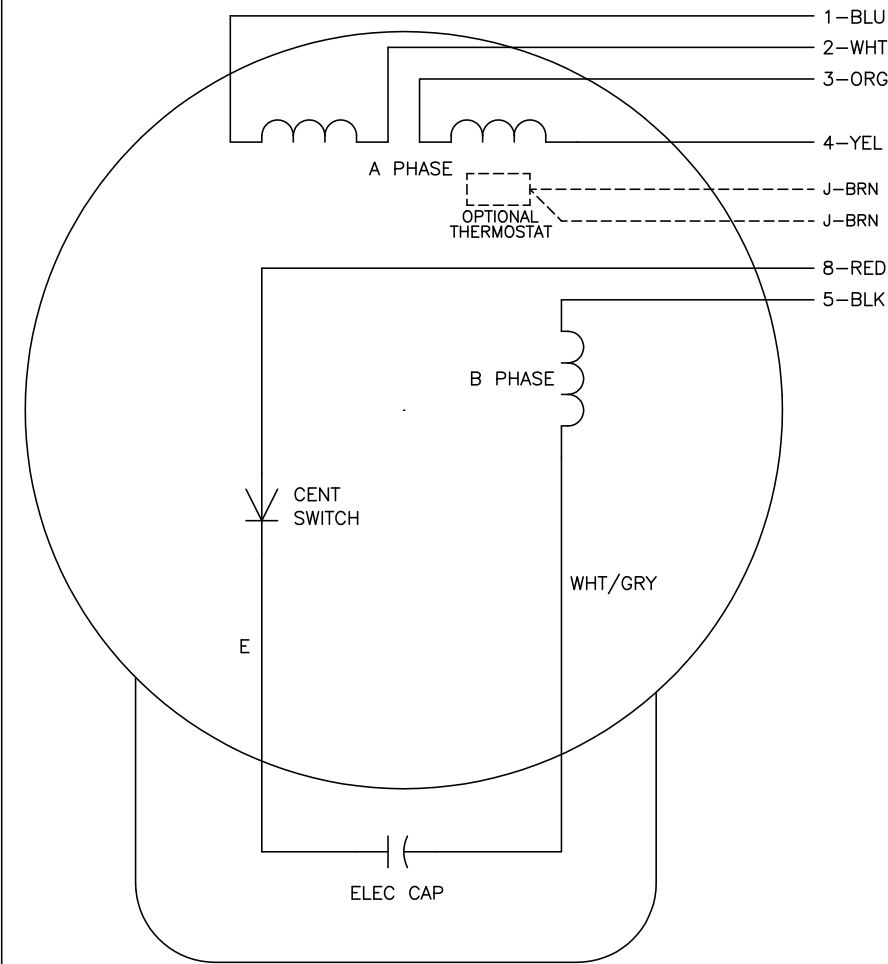 1-BLU
2-WHT
3-ORG
4-YEL
A PHASE
J-BRN
OPTIONAL
THERMOSTAT
J-BRN
8-RED
5-BLK
B PHASE
CENT
SWITCH
WHT/GRY
E
ELEC CAP